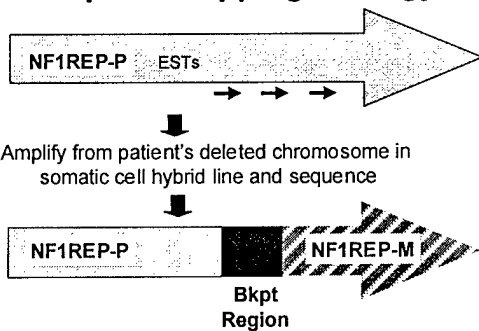 NF1REP-P ESTs
Amplify from patient's deleted chromosome in
somatic cell hybrid line and sequence
NF1REP-P NF1REP-M
Bkpt
Region